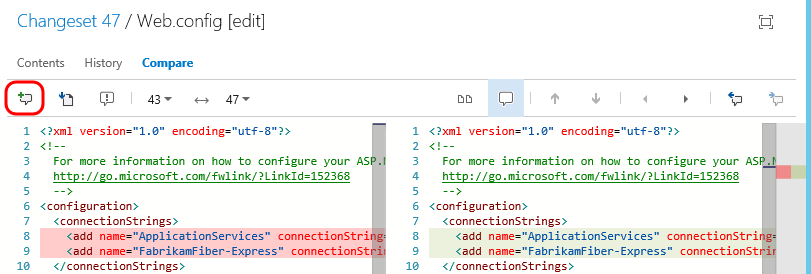 Changeset 47 / Web.config [edit]
Contents History Compare
43 47
1 <?xml version="1.0" encoding="utf-8"?>
2 <!--
3 For more information on how to configure your ASP.N
4 http://go.microsoft.com/fwlink/?LinkId=152368
5 -->
6 <configuration>
7 <connectionStrings>
8 <add name="ApplicationServices" connectionString=
9 <add name="FabrikamFiber-Express" connectionStrin
10 </connectionStrings>
1 <?xml version="1.0" encoding="utf-8"?>
2 <!--
3 For more information on how to configure your ASP.N
4 http://go.microsoft.com/fwlink/?LinkId=152368
5 -->
6 <configuration>
7 <connectionStrings>
8 <add name="ApplicationServices" connectionString=
9 <add name="FabrikamFiber-Express" connectionStrin
10 </connectionStrings>